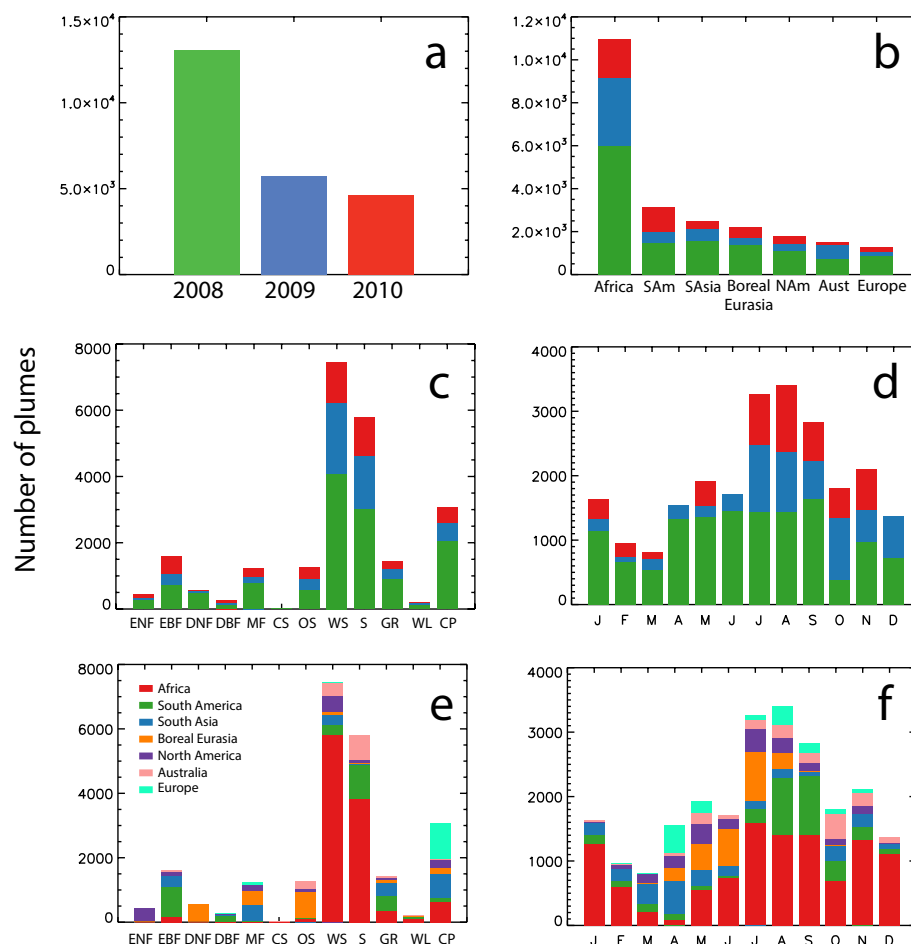 Number of plumes
a
1.5×10⁴
1.0×10⁴
5.0×10³
0
2008 2009 2010
b
1.2×10⁴
1.0×10⁴
8.0×10³
6.0×10³
4.0×10³
2.0×10³
0
Africa SAm SAsia Boreal NAm Aust Europe
Eurasia
c
8000
6000
4000
2000
0
ENF EBF DNF DBF MF CS OS WS S GR WL CP
d
4000
3000
2000
1000
0
J F M A M J J A S O N D
e
8000
6000
4000
2000
0
Africa
South America
South Asia
Boreal Eurasia
North America
Australia
Europe
ENF EBF DNF DBF MF CS OS WS S GR WL CP
f
4000
3000
2000
1000
0
J F M A M J J A S O N D